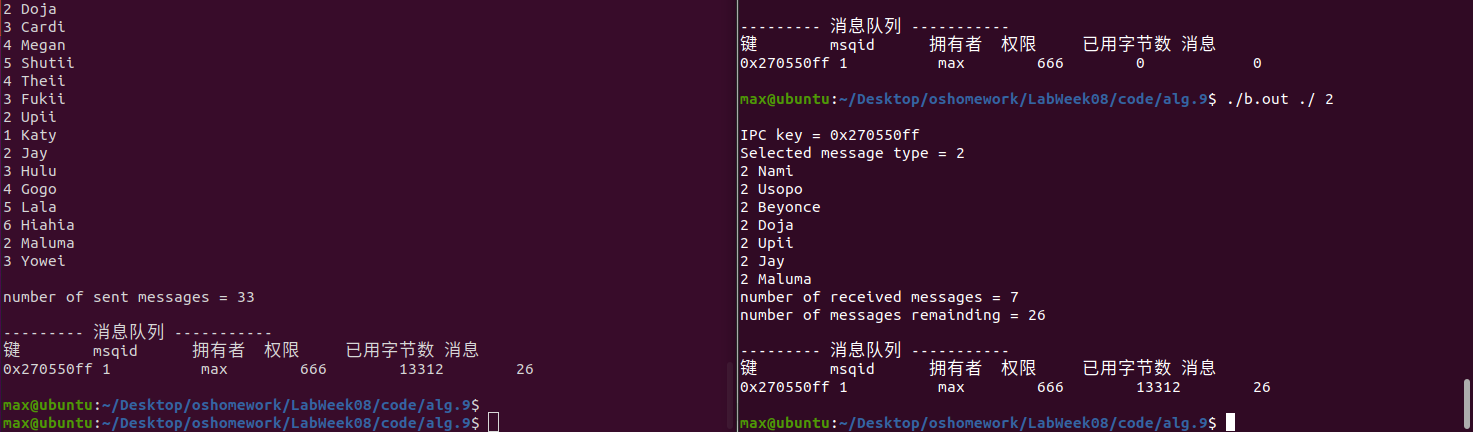 2 Doja
3 Cardi
4 Megan
5 Shutii
4 Theii
3 Fukii
2 Upii
1 Katy
2 Jay
3 Hulu
4 Gogo
5 Lala
6 Hiahia
2 Maluma
3 Yowei
number of sent messages = 33
--------- 消息队列 -----------
键 msqid 拥有者 权限 已用字节数 消息
0x270550ff 1 max 666 13312 26
max@ubuntu:~/Desktop/oshomework/LabWeek08/code/alg.9$
max@ubuntu:~/Desktop/oshomework/LabWeek08/code/alg.9$
--------- 消息队列 -----------
键 msqid 拥有者 权限 已用字节数 消息
0x270550ff 1 max 666 0 0
max@ubuntu:~/Desktop/oshomework/LabWeek08/code/alg.9$ ./b.out ./ 2
IPC key = 0x270550ff
Selected message type = 2
2 Nami
2 Usopo
2 Beyonce
2 Doja
2 Upii
2 Jay
2 Maluma
number of received messages = 7
number of messages remainding = 26
--------- 消息队列 -----------
键 msqid 拥有者 权限 已用字节数 消息
0x270550ff 1 max 666 13312 26
max@ubuntu:~/Desktop/oshomework/LabWeek08/code/alg.9$